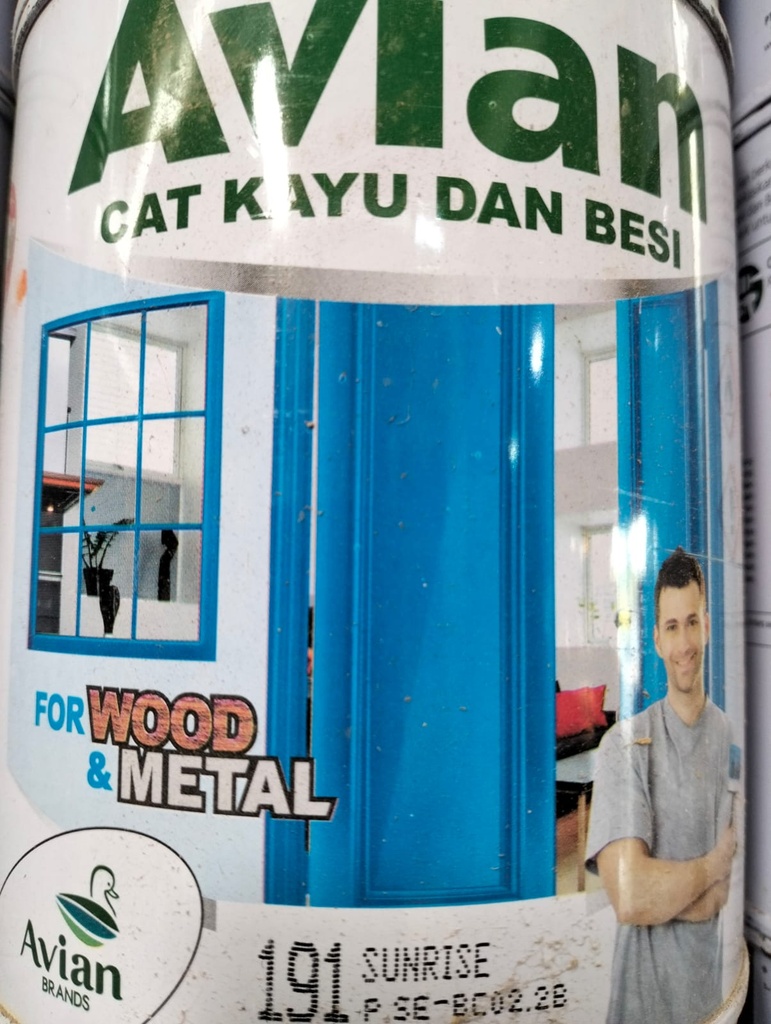 Avian
CAT KAYU DAN BESI
FOR WOOD
& METAL
Avian
BRANDS
191 SUNRISE
P SE-BC02.2B